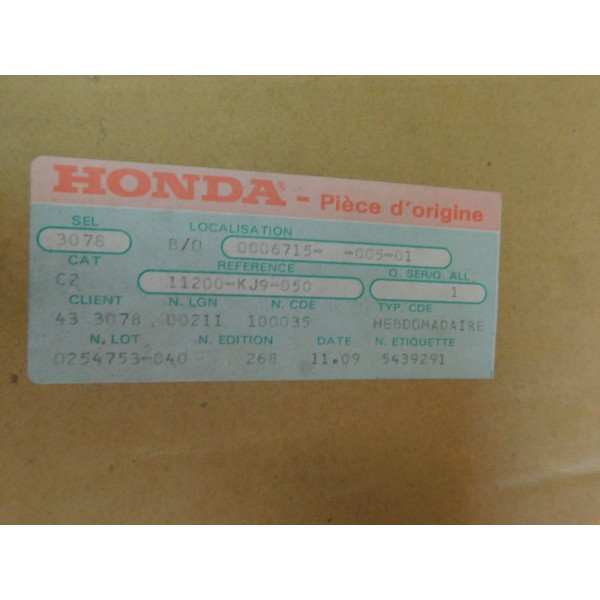 HONDA® - Pièce d'origine
SEL LOCALISATION
3078 B/O 0006715- -005-01
CAT REFERENCE Q. SER/Q. ALL.
C2 11200-KJ9-050 1
CLIENT N. LGN N. CDE TYP. CDE
43 3078 00211 100039 HEBDOMADAIRE
N. LOT N. EDITION DATE N. ETIQUETTE
0254753-040 268 11.09 5439291